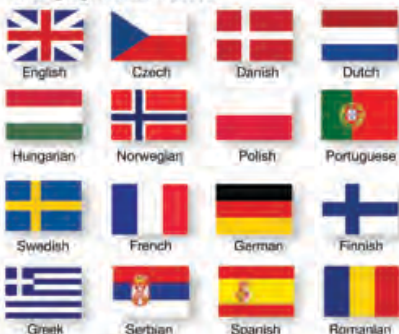 English Czech Danish Dutch
Hungarian Norwegian Polish Portuguese
Swedish French German Finnish
Greek Serbian Spanish Romanian